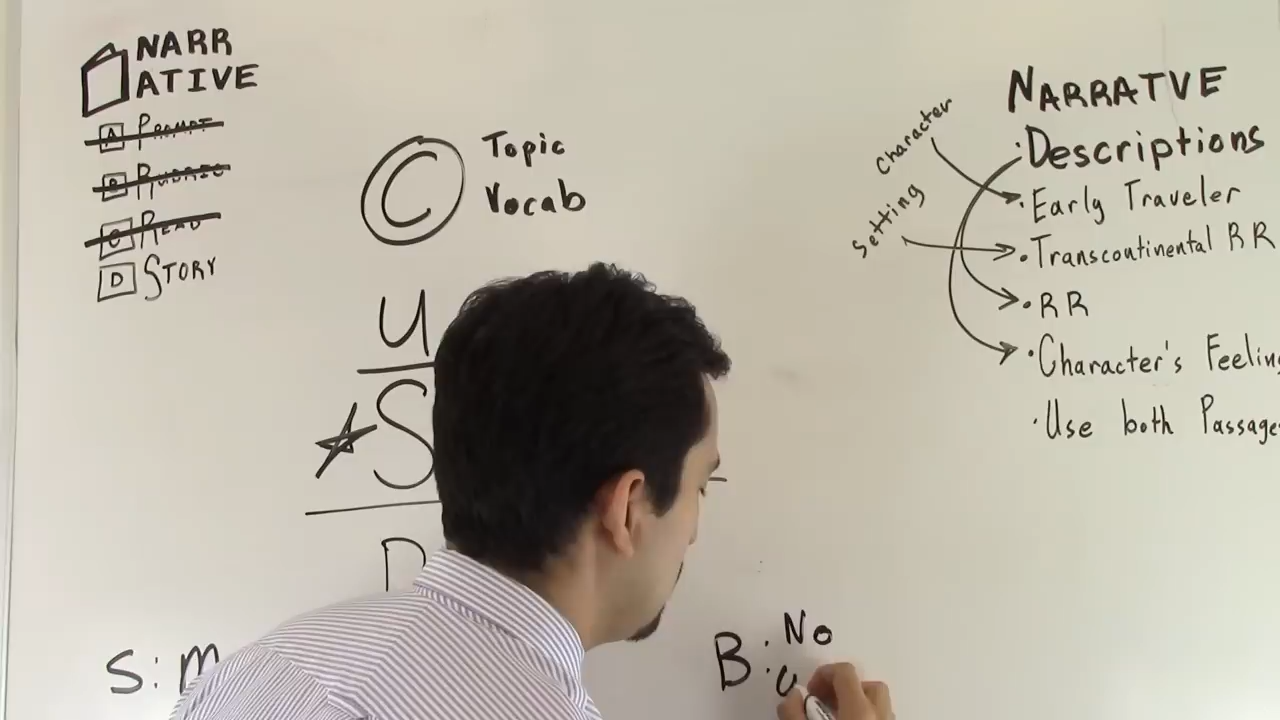 NARR
ATIVE
A PROMPT
B RUBRIC
C READ
D STORY
C
Topic
Vocab
U
S
D
S: M
B: • No
NARRATVE
• Descriptions
Character
• Early Traveler
Setting
• Transcontinental RR
• RR
• Character's Feeling
• Use both Passage